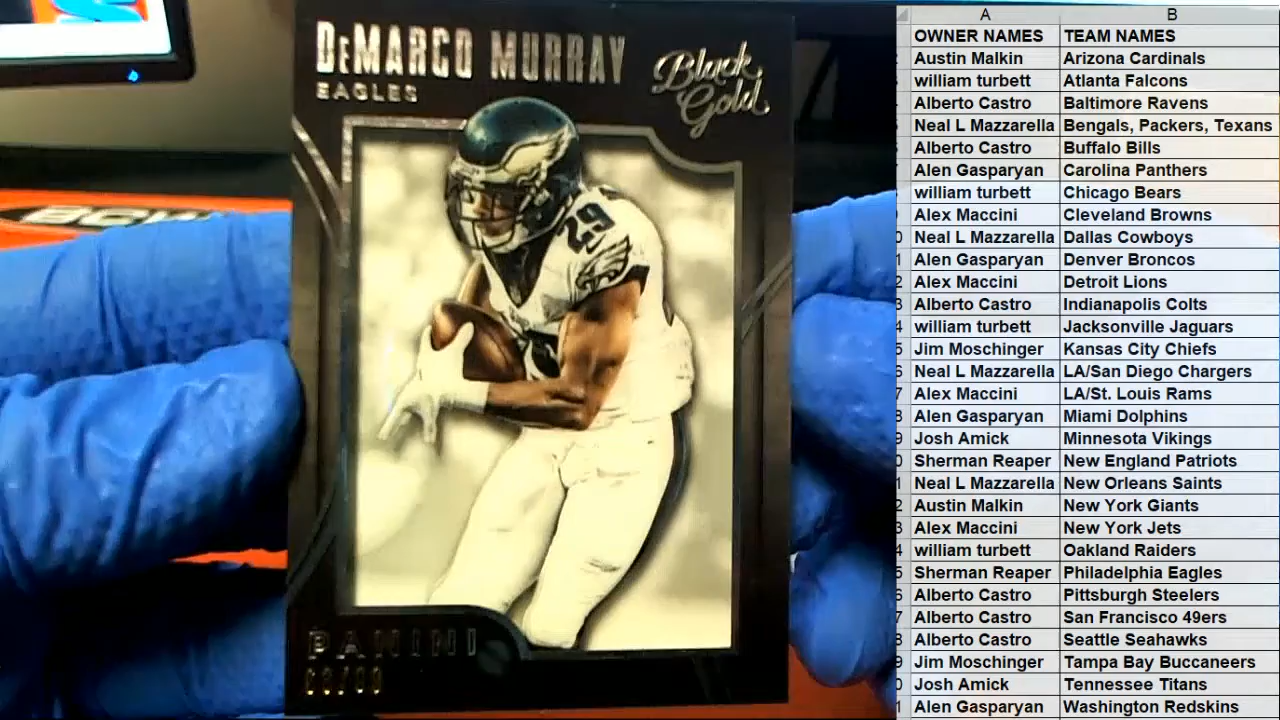 DEMARCO MURRAY
EAGLES
Black Gold
29
PANINI
A B
OWNER NAMES TEAM NAMES
Austin Malkin Arizona Cardinals
william turbett Atlanta Falcons
Alberto Castro Baltimore Ravens
Neal L Mazzarella Bengals, Packers, Texans
Alberto Castro Buffalo Bills
Alen Gasparyan Carolina Panthers
william turbett Chicago Bears
Alex Maccini Cleveland Browns
Neal L Mazzarella Dallas Cowboys
Alen Gasparyan Denver Broncos
Alex Maccini Detroit Lions
Alberto Castro Indianapolis Colts
william turbett Jacksonville Jaguars
Jim Moschinger Kansas City Chiefs
Neal L Mazzarella LA/San Diego Chargers
Alex Maccini LA/St. Louis Rams
Alen Gasparyan Miami Dolphins
Josh Amick Minnesota Vikings
Sherman Reaper New England Patriots
Neal L Mazzarella New Orleans Saints
Austin Malkin New York Giants
Alex Maccini New York Jets
william turbett Oakland Raiders
Sherman Reaper Philadelphia Eagles
Alberto Castro Pittsburgh Steelers
Alberto Castro San Francisco 49ers
Alberto Castro Seattle Seahawks
Jim Moschinger Tampa Bay Buccaneers
Josh Amick Tennessee Titans
Alen Gasparyan Washington Redskins